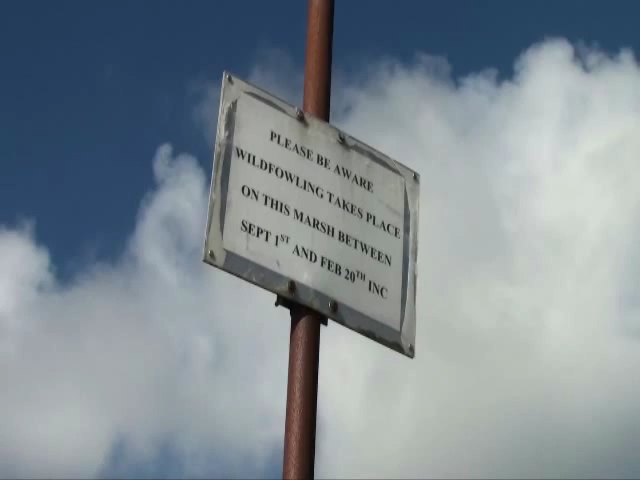 PLEASE BE AWARE
WILDFOWLING TAKES PLACE
ON THIS MARSH BETWEEN
SEPT 1ST AND FEB 20TH INC